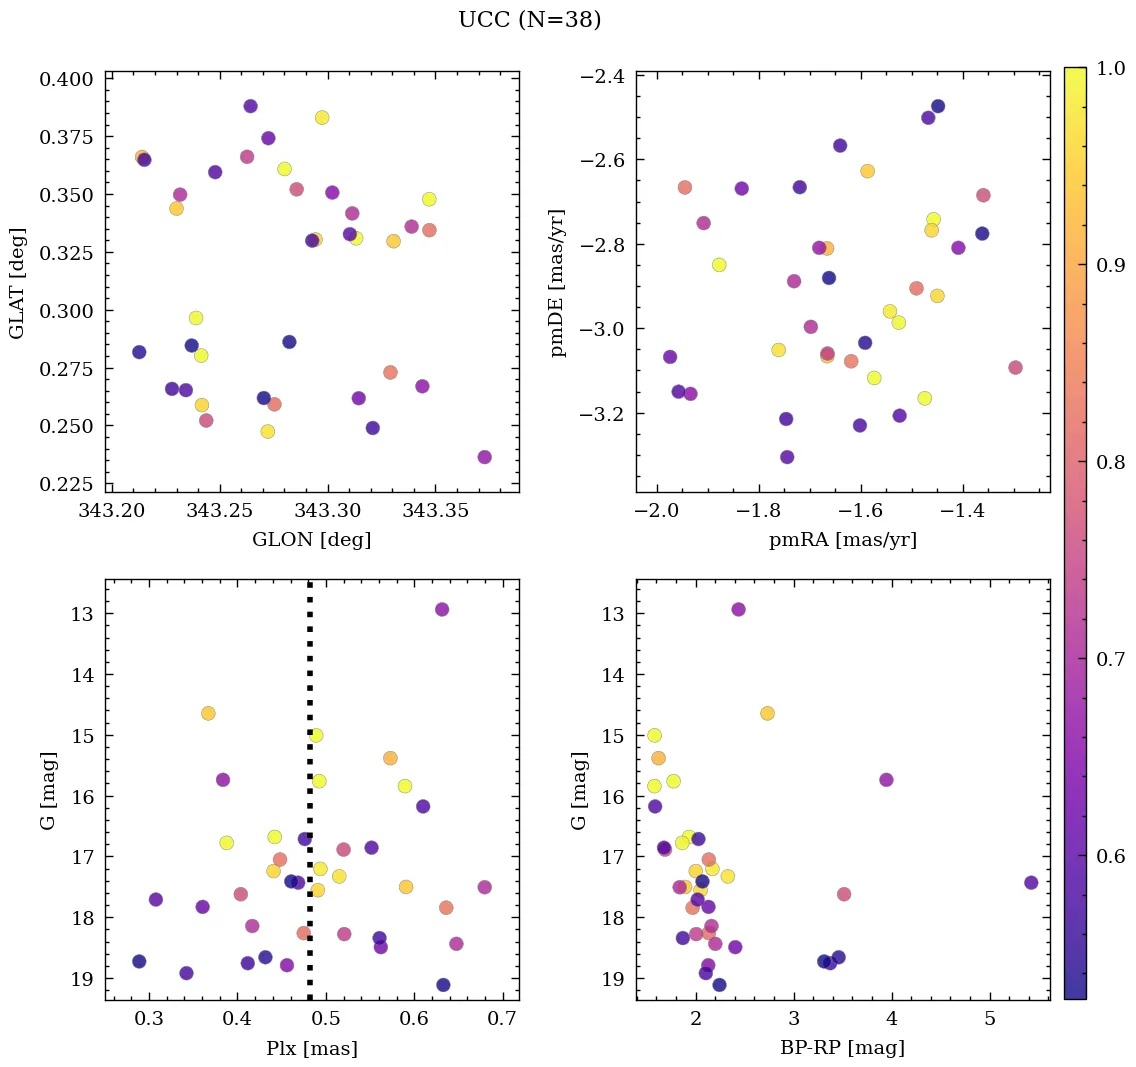 UCC (N=38)
0.400
0.375
0.350
0.325
0.300
0.275
0.250
0.225
GLAT [deg]
343.20 343.25 343.30 343.35
GLON [deg]
−2.4
−2.6
−2.8
−3.0
−3.2
pmDE [mas/yr]
−2.0 −1.8 −1.6 −1.4
pmRA [mas/yr]
1.0
0.9
0.8
0.7
0.6
13
14
15
16
17
18
19
G [mag]
0.3 0.4 0.5 0.6 0.7
Plx [mas]
13
14
15
16
17
18
19
G [mag]
2 3 4 5
BP-RP [mag]